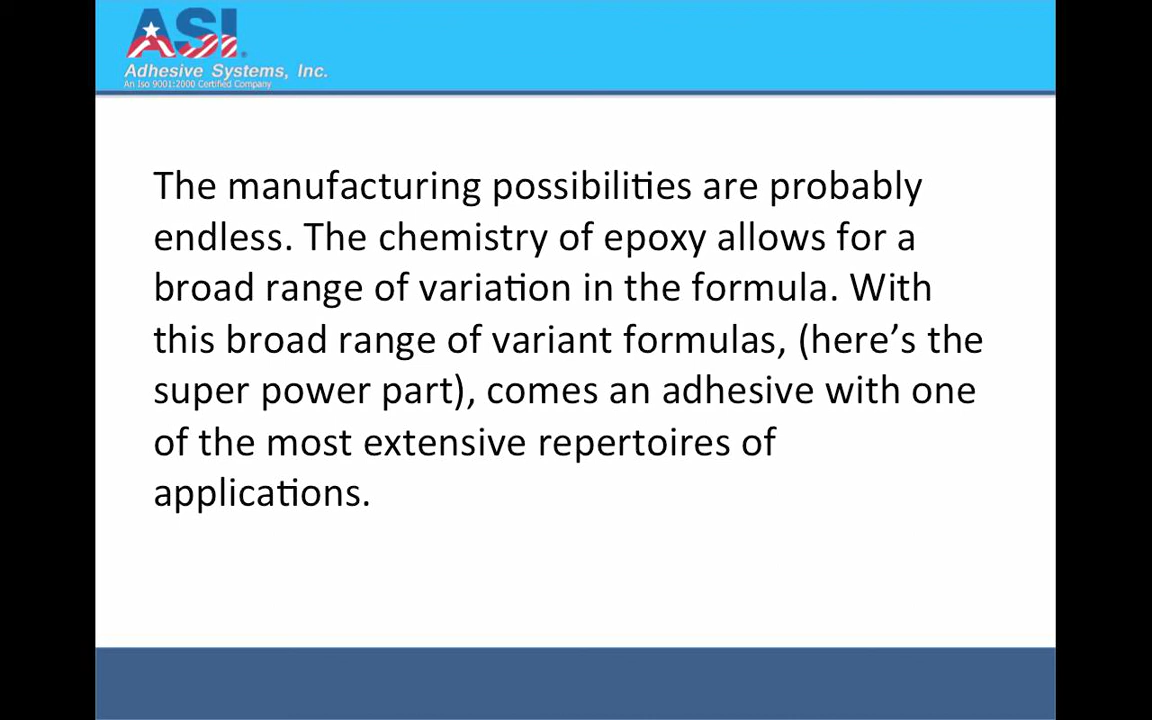 ASI
Adhesive Systems, Inc.
An Iso 9001:2000 Certified Company
The manufacturing possibilities are probably
endless. The chemistry of epoxy allows for a
broad range of variation in the formula. With
this broad range of variant formulas, (here’s the
super power part), comes an adhesive with one
of the most extensive repertoires of
applications.